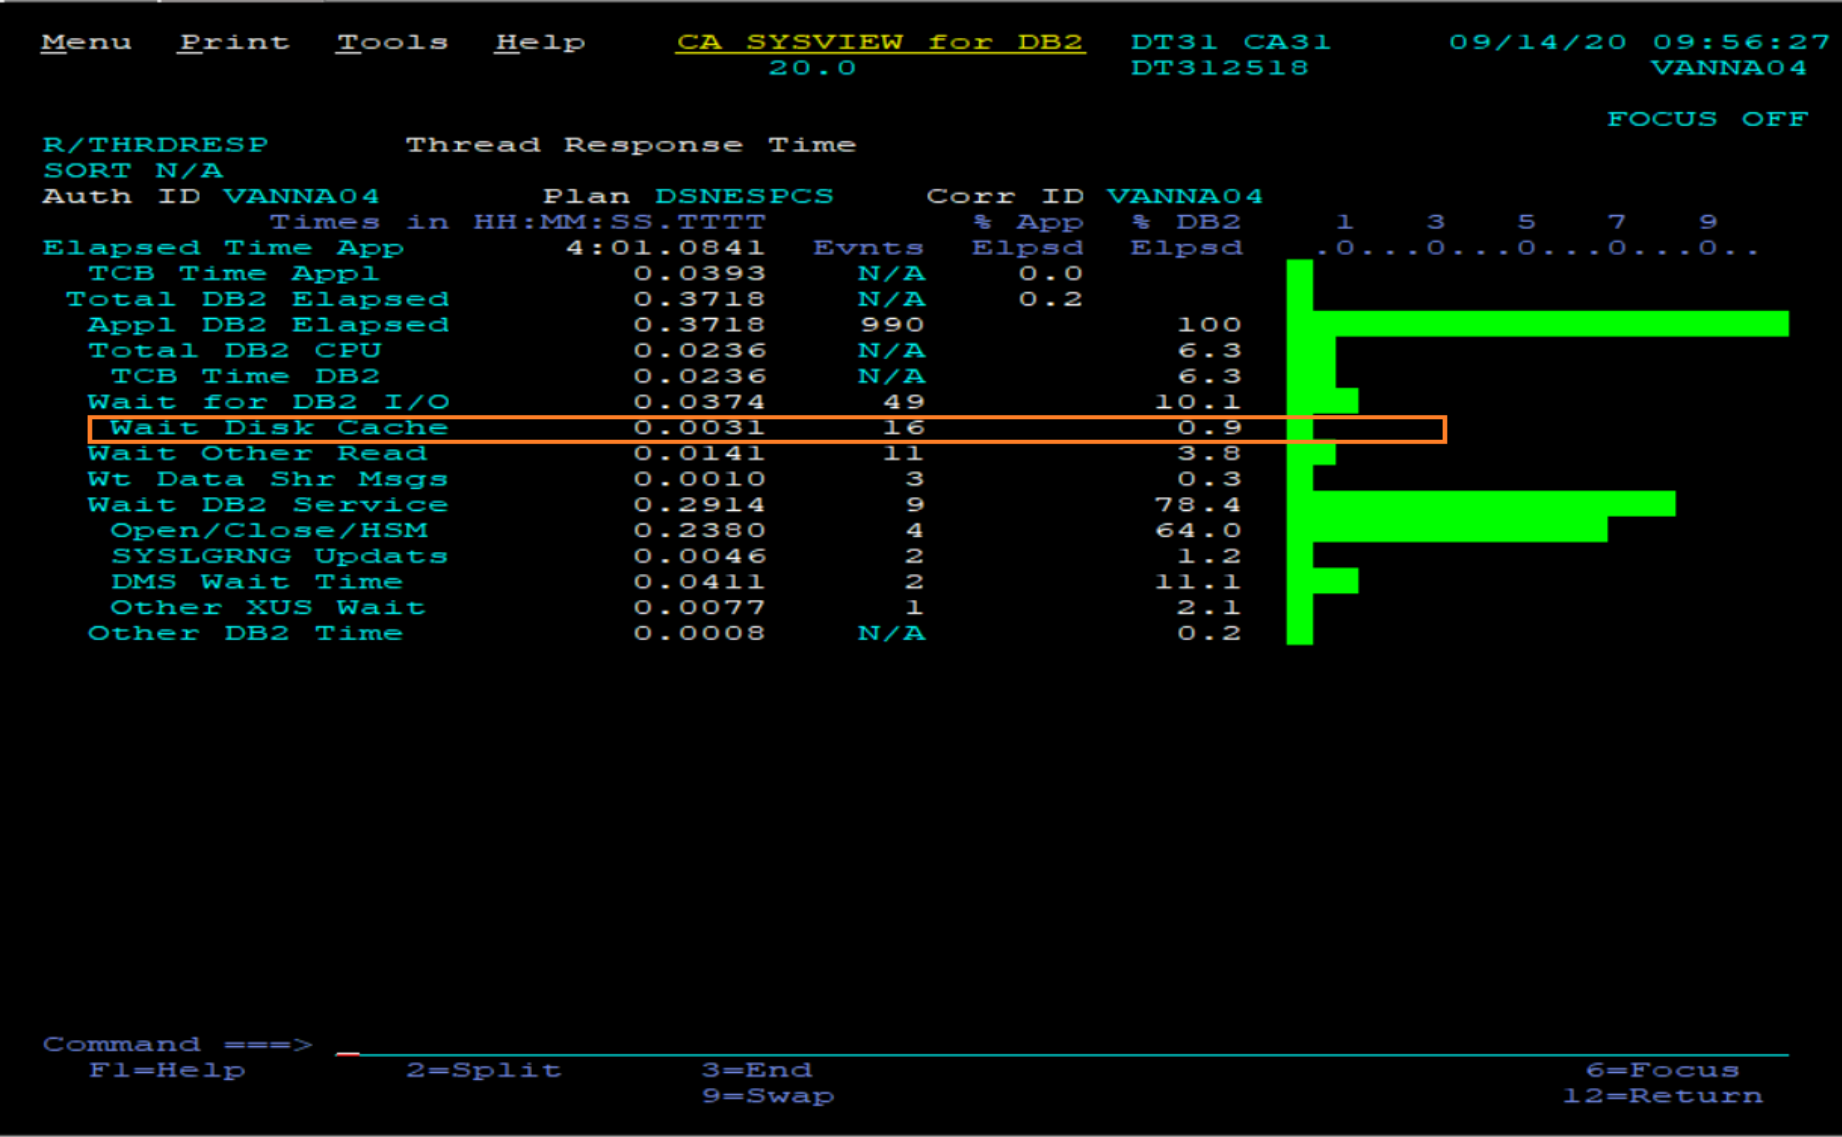 Menu Print Tools Help CA SYSVIEW for DB2 DT31 CA31 09/14/20 09:56:27
20.0 DT312518 VANNA04
FOCUS OFF
R/THRDRESP Thread Response Time
SORT N/A
Auth ID VANNA04 Plan DSNESPCS Corr ID VANNA04
Times in HH:MM:SS.TTTT % App % DB2 1 3 5 7 9
Elapsed Time App 4:01.0841 Evnts Elpsd Elpsd .0...0...0...0...0..
TCB Time Appl 0.0393 N/A 0.0
Total DB2 Elapsed 0.3718 N/A 0.2
Appl DB2 Elapsed 0.3718 990 100
Total DB2 CPU 0.0236 N/A 6.3
TCB Time DB2 0.0236 N/A 6.3
Wait for DB2 I/O 0.0374 49 10.1
Wait Disk Cache 0.0031 16 0.9
Wait Other Read 0.0141 11 3.8
Wt Data Shr Msgs 0.0010 3 0.3
Wait DB2 Service 0.2914 9 78.4
Open/Close/HSM 0.2380 4 64.0
SYSLGRNG Updats 0.0046 2 1.2
DMS Wait Time 0.0411 2 11.1
Other XUS Wait 0.0077 1 2.1
Other DB2 Time 0.0008 N/A 0.2
Command ===>
F1=Help 2=Split 3=End 6=Focus
9=Swap 12=Return